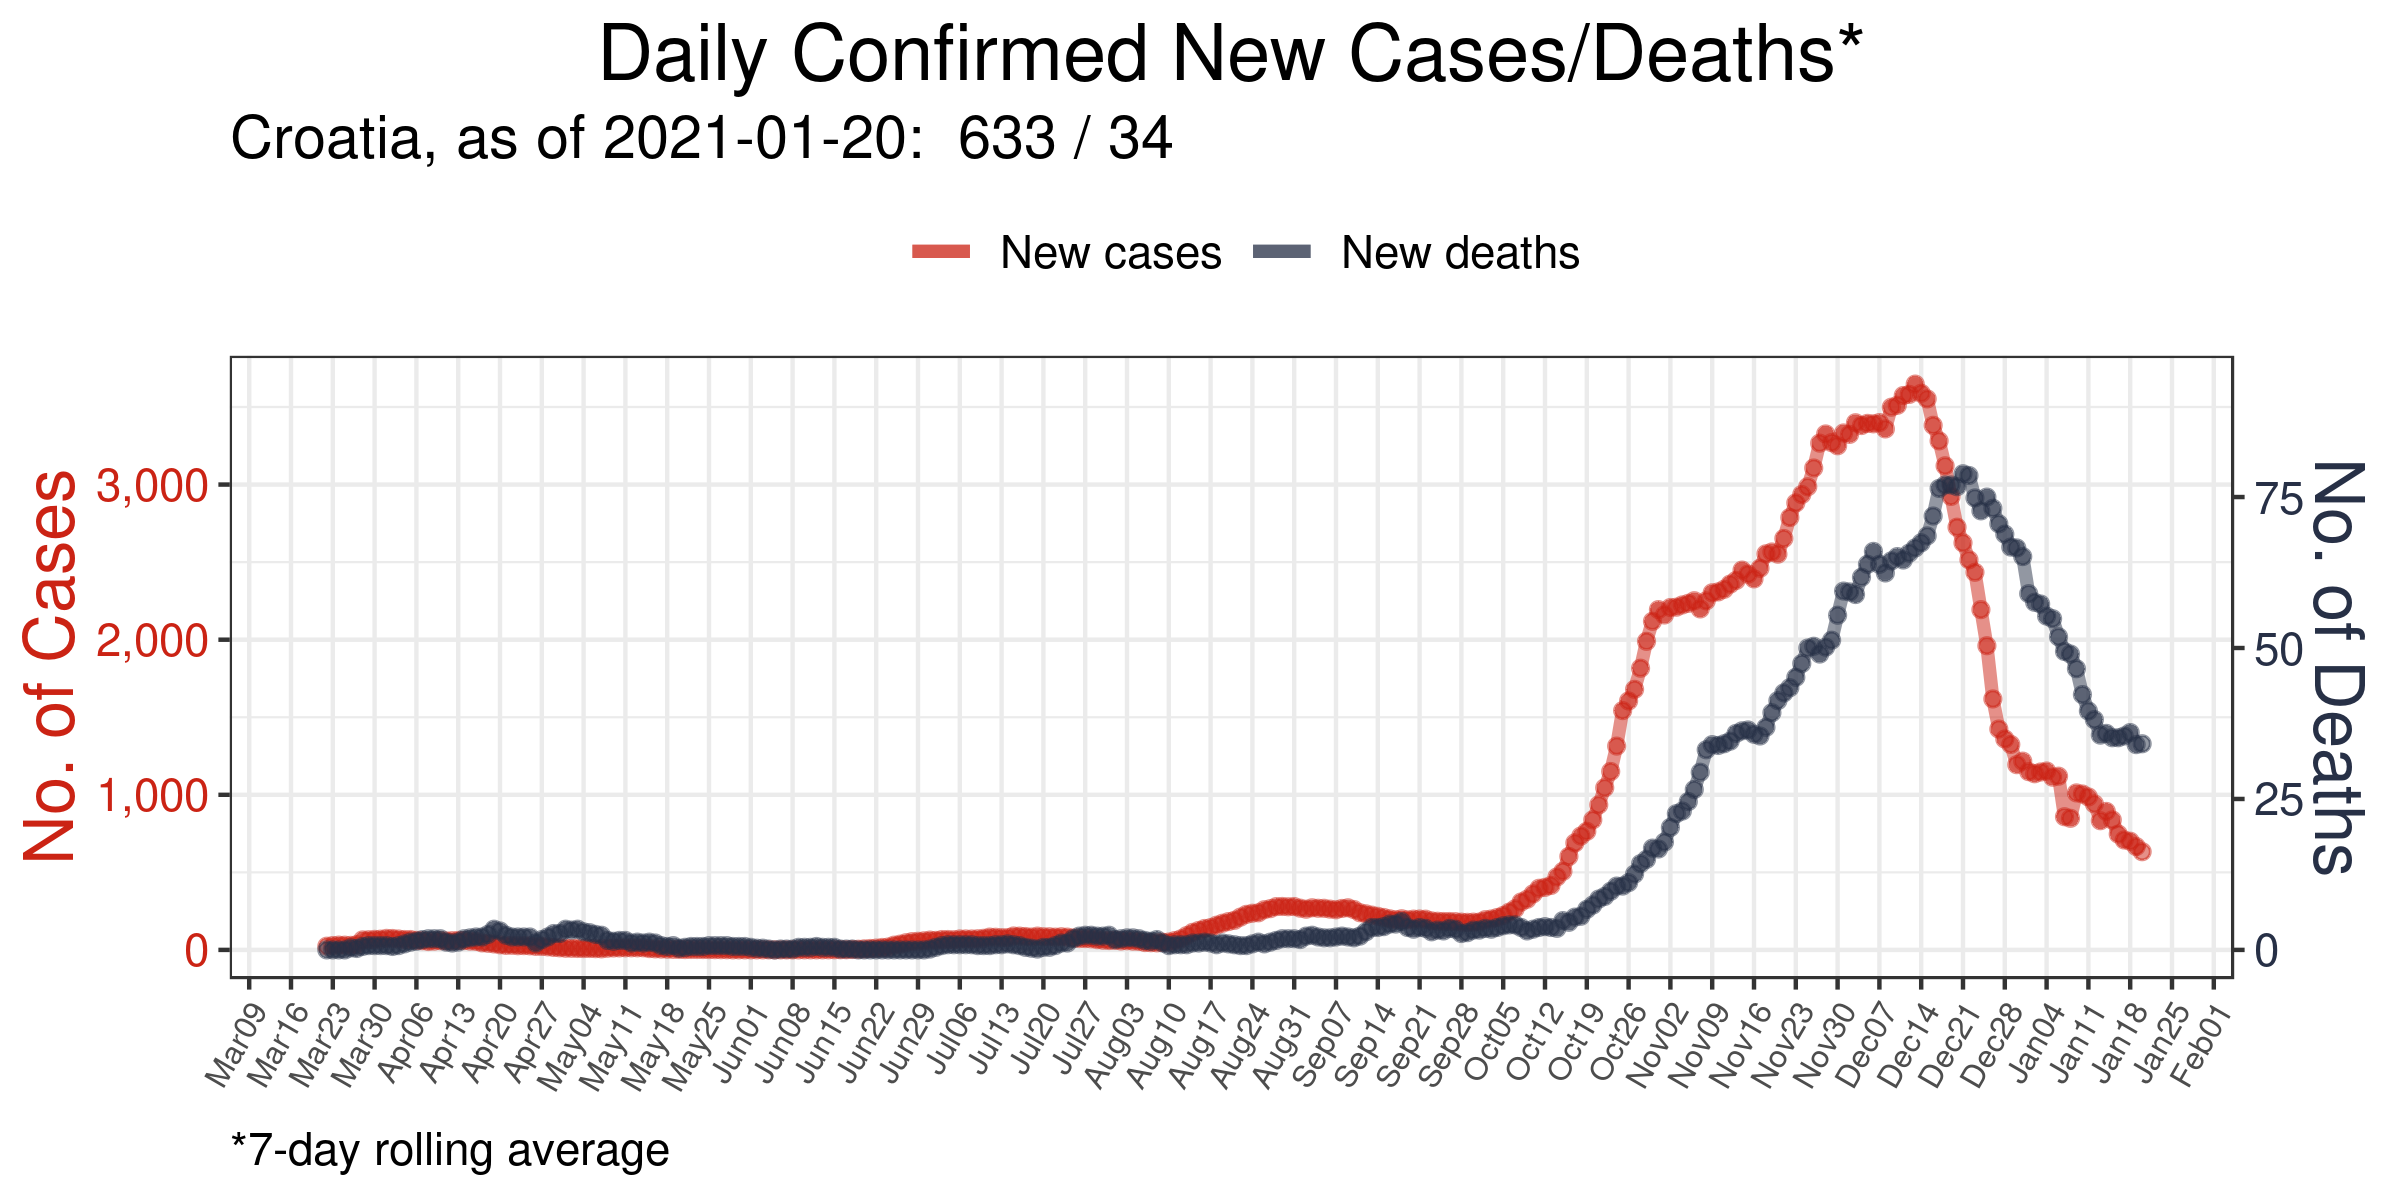 Daily Confirmed New Cases/Deaths*
Croatia, as of 2021-01-20:  633 / 34
New cases
New deaths
No. of Cases
3,000
2,000
1,000
0
75
50
25
0
No. of Deaths
Mar09
Mar16
Mar23
Mar30
Apr06
Apr13
Apr20
Apr27
May04
May11
May18
May25
Jun01
Jun08
Jun15
Jun22
Jun29
Jul06
Jul13
Jul20
Jul27
Aug03
Aug10
Aug17
Aug24
Aug31
Sep07
Sep14
Sep21
Sep28
Oct05
Oct12
Oct19
Oct26
Nov02
Nov09
Nov16
Nov23
Nov30
Dec07
Dec14
Dec21
Dec28
Jan04
Jan11
Jan18
Jan25
Feb01
*7-day rolling average